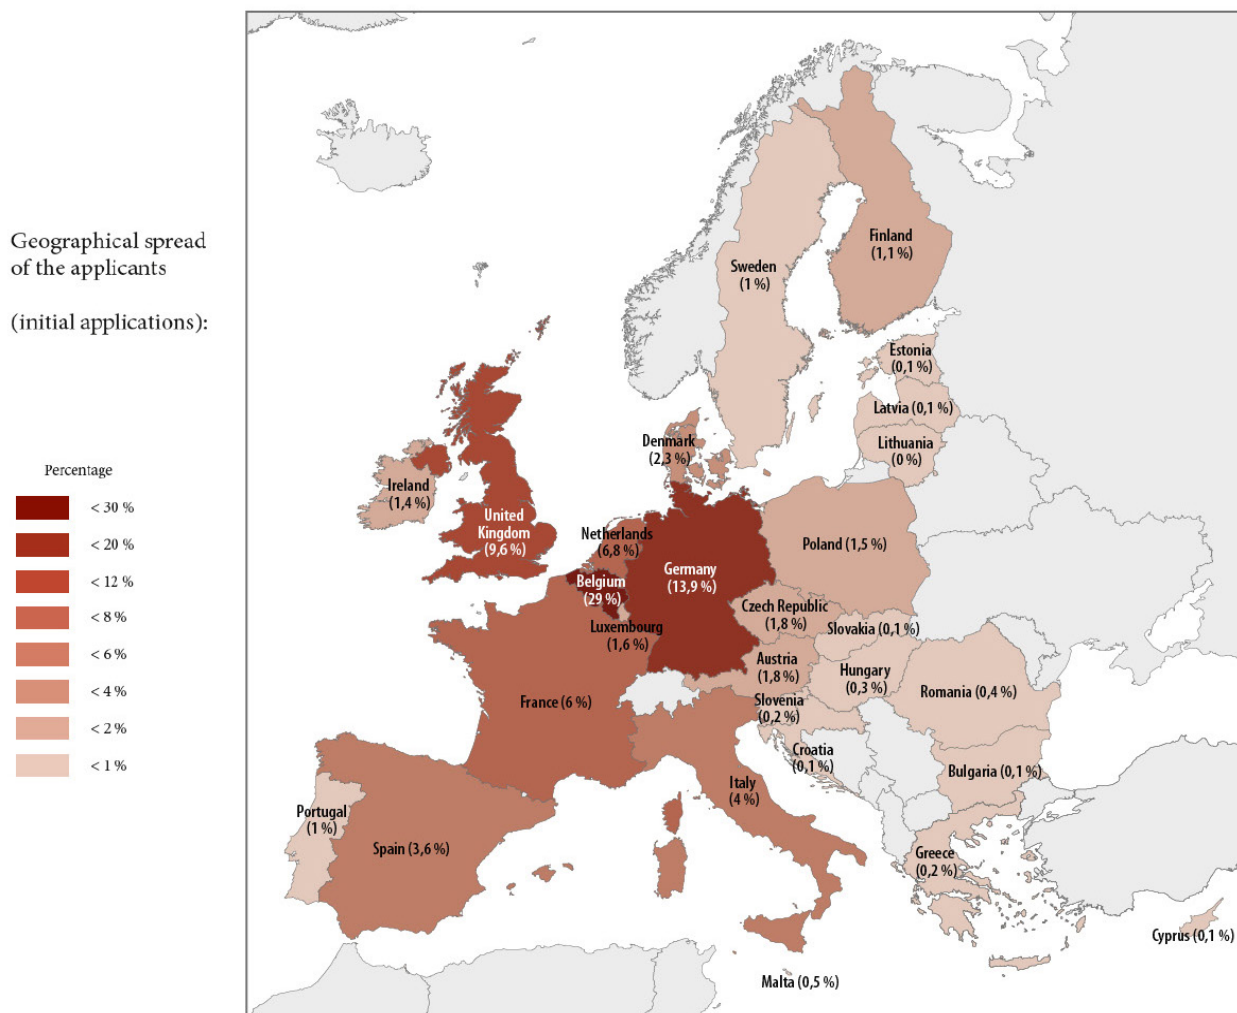 Geographical spread
of the applicants
(initial applications):
Percentage
< 30 %
< 20 %
< 12 %
< 8 %
< 6 %
< 4 %
< 2 %
< 1 %
Finland
(1,1 %)
Sweden
(1 %)
Estonia
(0,1 %)
Latvia (0,1 %)
Lithuania
(0 %)
Denmark
(2,3 %)
Ireland
(1,4 %)
United
Kingdom
(9,6 %)
Netherlands
(6,8 %)
Poland (1,5 %)
Belgium
(29 %)
Germany
(13,9 %)
Luxembourg
(1,6 %)
Czech Republic
(1,8 %)
Slovakia (0,1 %)
Austria
(1,8 %)
Hungary
(0,3 %)
Romania (0,4 %)
France (6 %)
Slovenia
(0,2 %)
Croatia
(0,1 %)
Bulgaria (0,1 %)
Italy
(4 %)
Portugal
(1 %)
Spain (3,6 %)
Greece
(0,2 %)
Cyprus (0,1 %)
Malta (0,5 %)